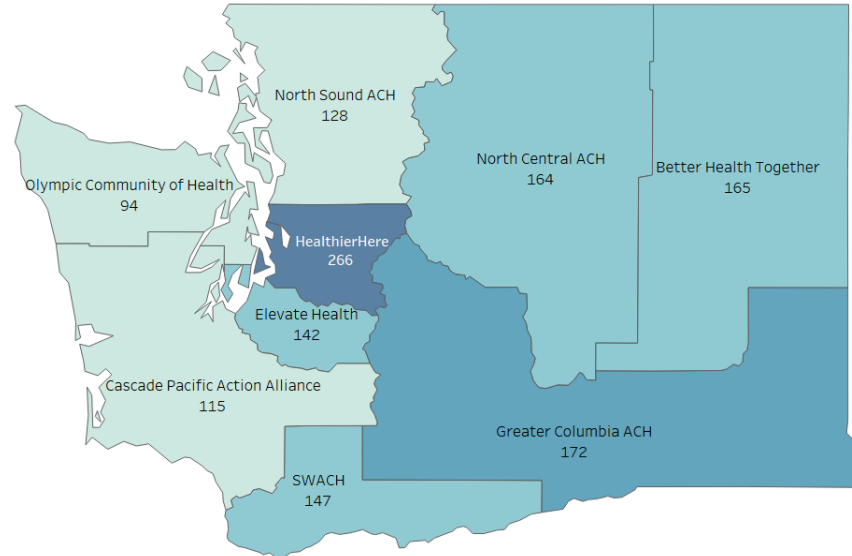 North Sound ACH
128
North Central ACH
164
Better Health Together
165
Olympic Community of Health
94
HealthierHere
266
Elevate Health
142
Cascade Pacific Action Alliance
115
Greater Columbia ACH
172
SWACH
147